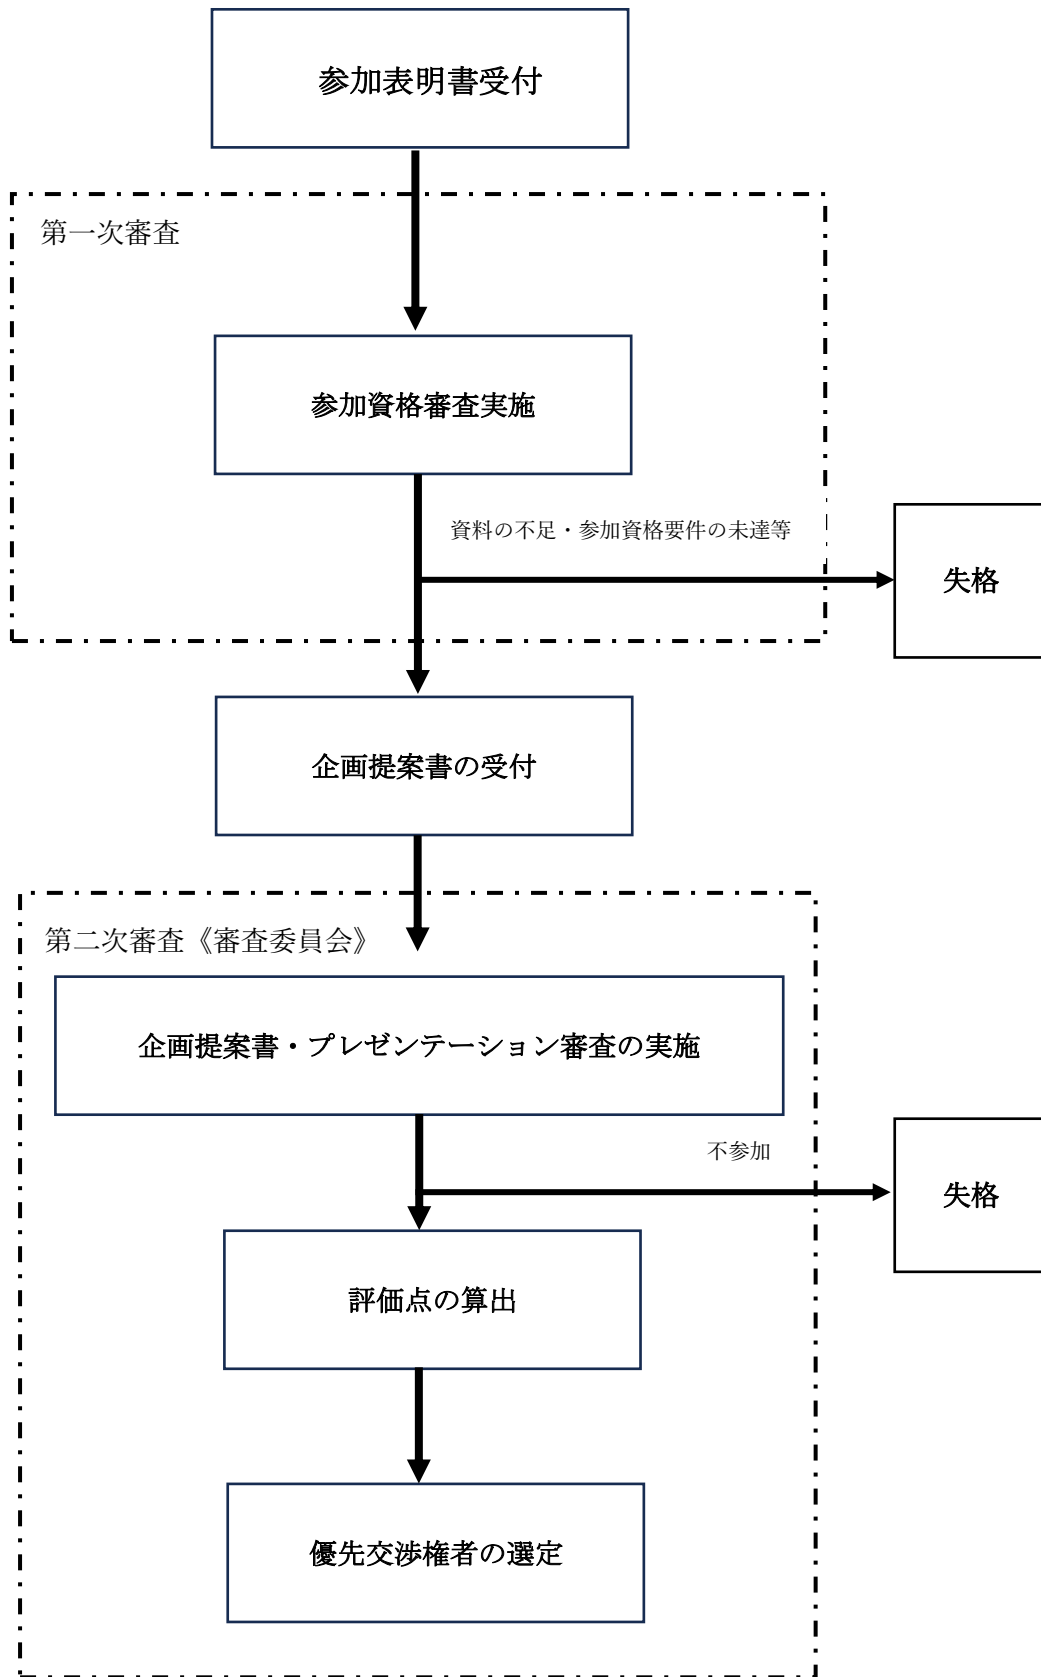 参加表明書受付
第一次審査
参加資格審査実施
資料の不足・参加資格要件の未達等
失格
企画提案書の受付
第二次審査《審査委員会》
企画提案書・プレゼンテーション審査の実施
不参加
失格
評価点の算出
優先交渉権者の選定